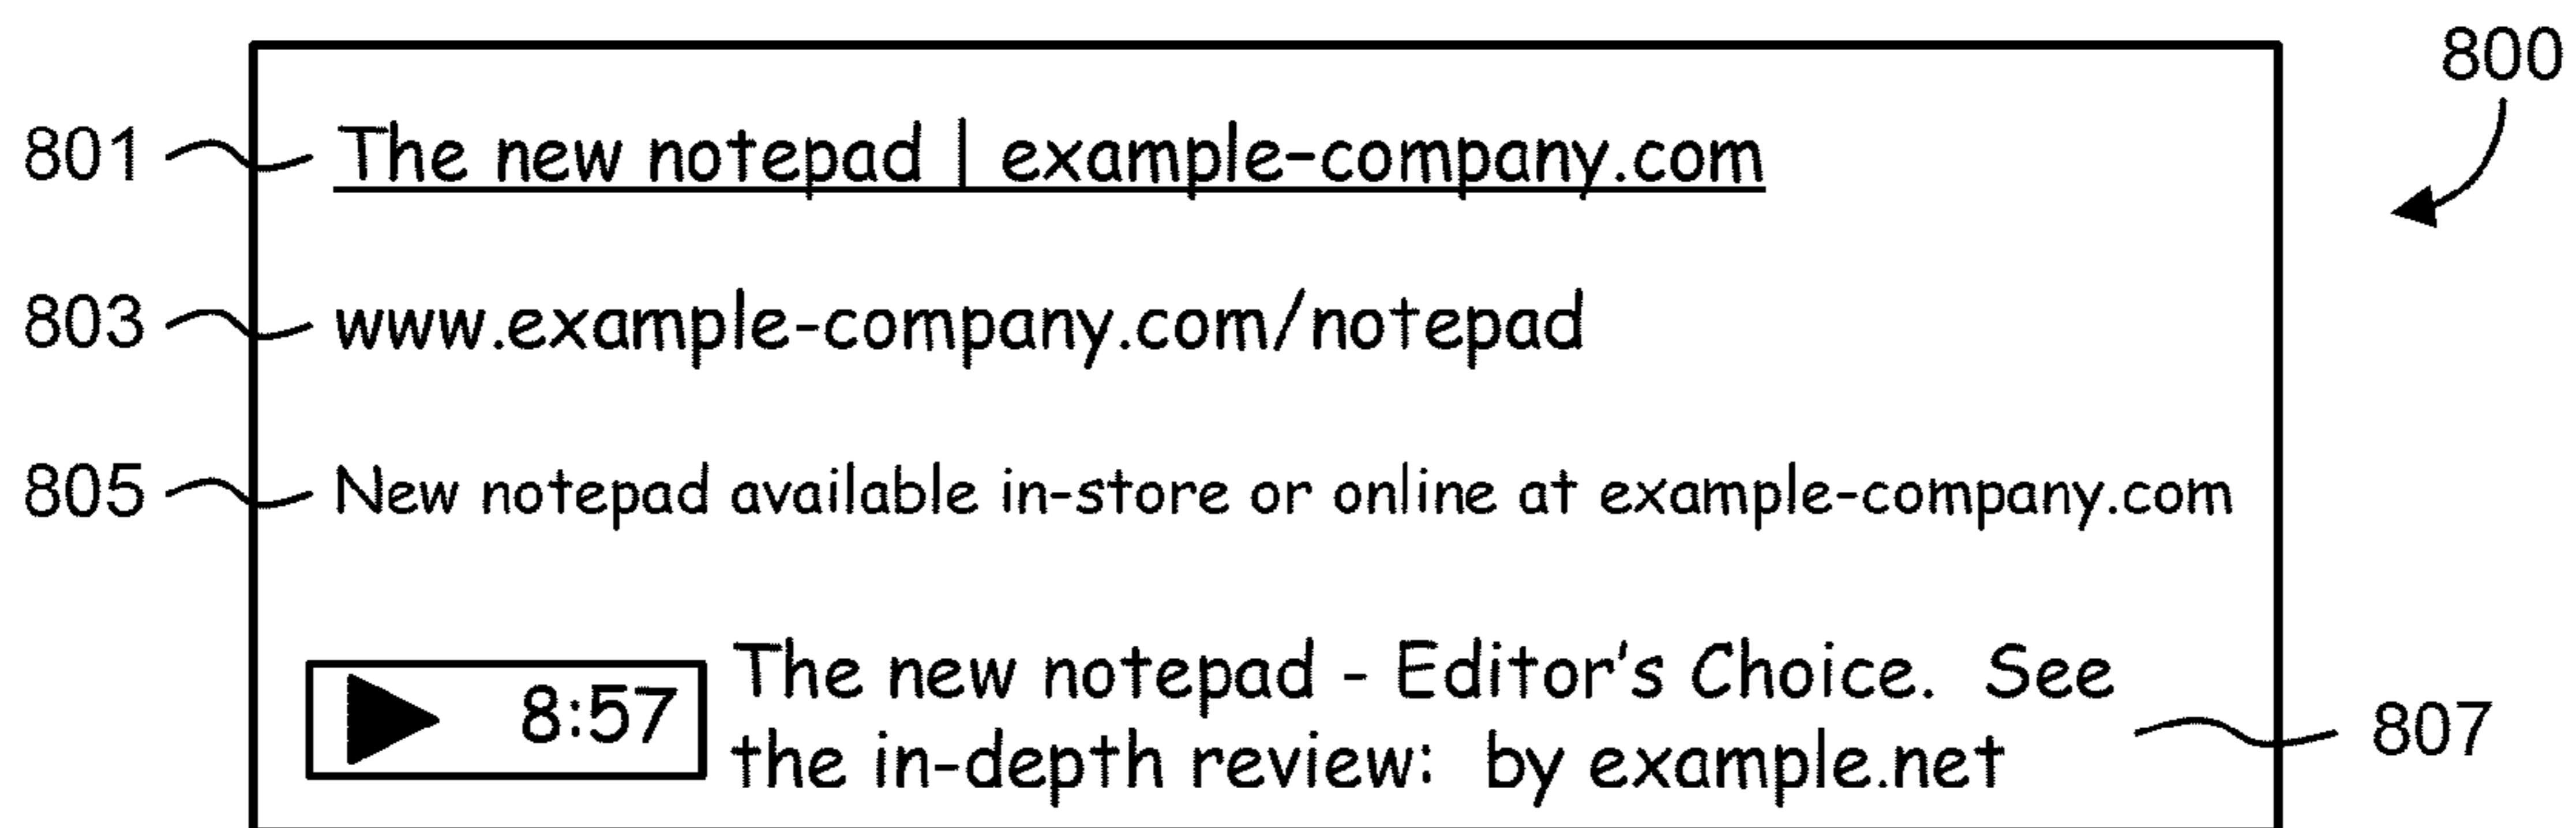 800
801 The new notepad | example-company.com
803 www.example-company.com/notepad
805 New notepad available in-store or online at example-company.com
8:57 The new notepad - Editor's Choice. See
the in-depth review: by example.net
807